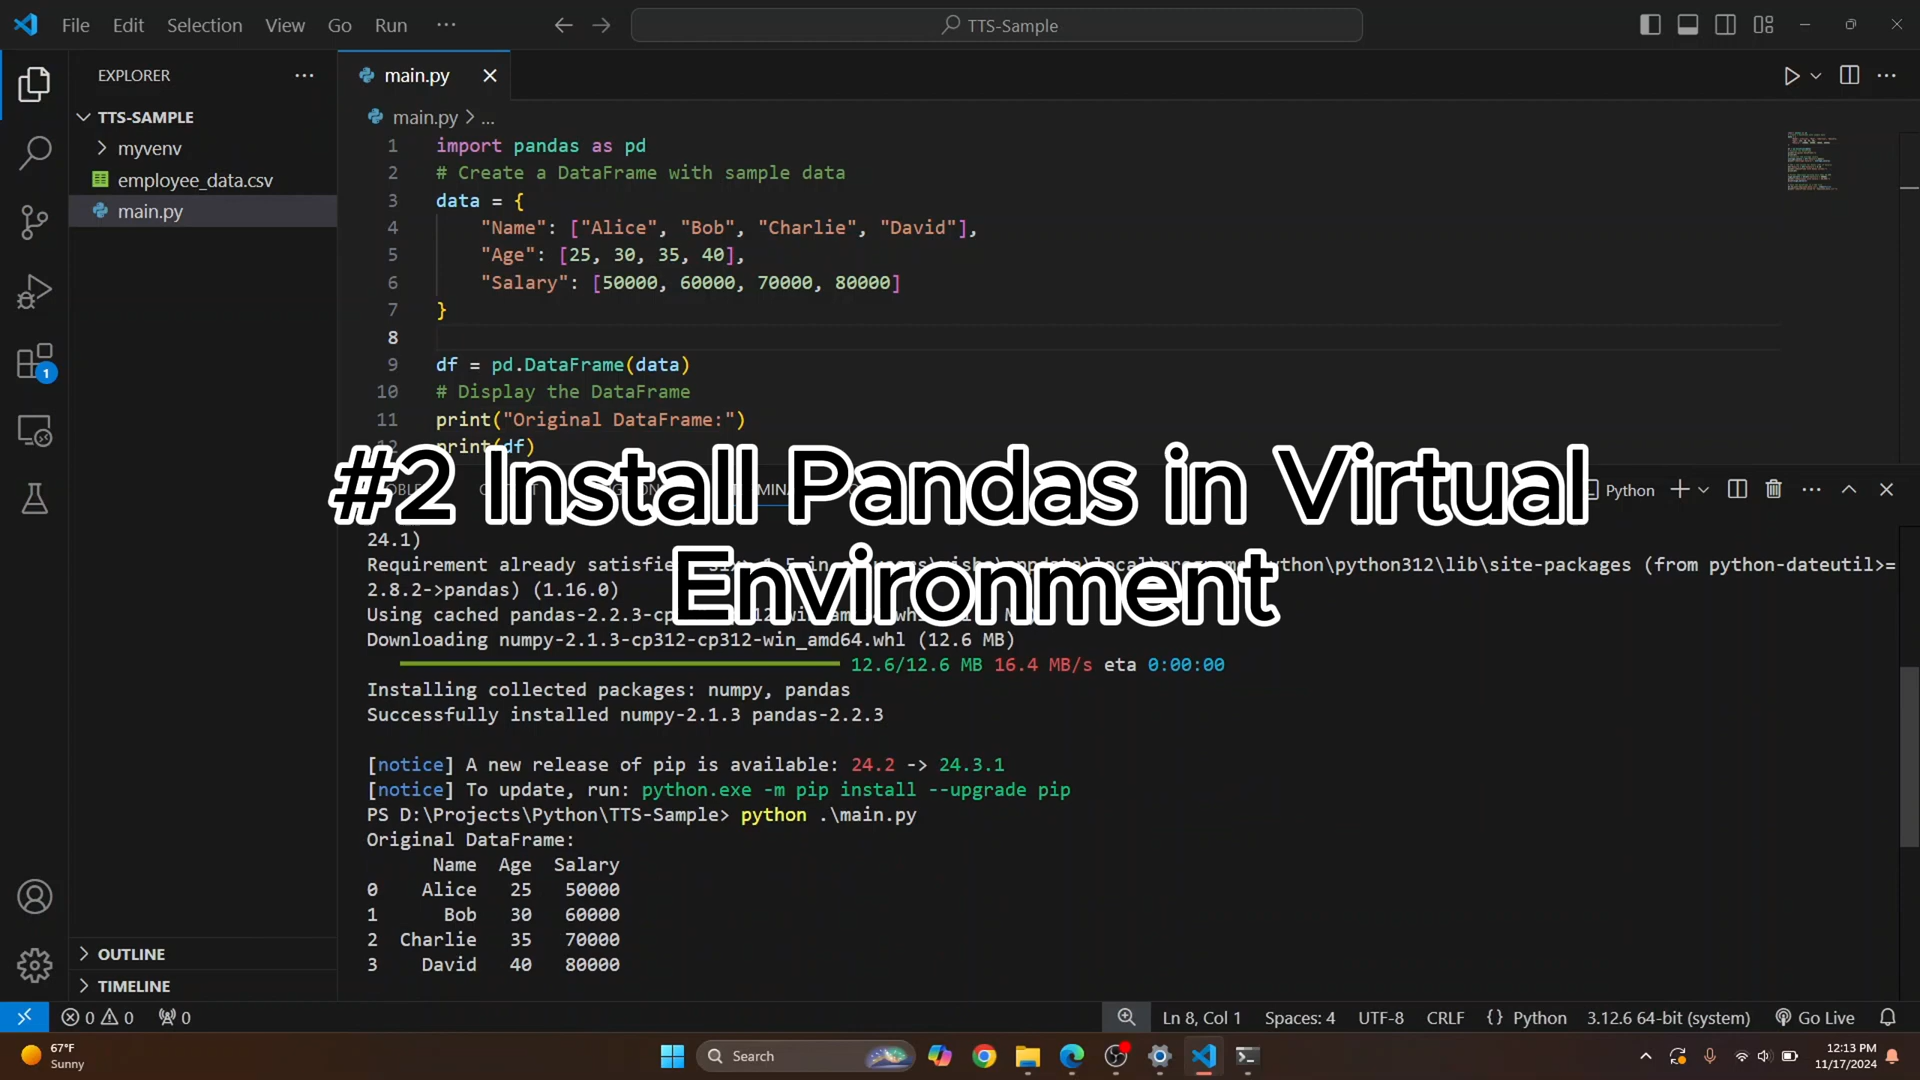 File Edit Selection View Go Run ···
TTS-Sample
EXPLORER ···
main.py
TTS-SAMPLE
myvenv
employee_data.csv
main.py
main.py > ...
1 import pandas as pd
2 # Create a DataFrame with sample data
3 data = {
4 "Name": ["Alice", "Bob", "Charlie", "David"],
5 "Age": [25, 30, 35, 40],
6 "Salary": [50000, 60000, 70000, 80000]
7 }
8
9 df = pd.DataFrame(data)
10 # Display the DataFrame
11 print("Original DataFrame:")
print(df)
#2 Install Pandas in Virtual
Environment
Python
24.1)
Requirement already \python312\lib\site-packages (from python-dateutil>=
2.8.2->pandas) (1.16.0)
Using cached
Downloading numpy-2.1.3-cp312-cp312-win_amd64.whl (12.6 MB)
12.6/12.6 MB 16.4 MB/s eta 0:00:00
Installing collected packages: numpy, pandas
Successfully installed numpy-2.1.3 pandas-2.2.3
[notice] A new release of pip is available: 24.2 -> 24.3.1
[notice] To update, run: python.exe -m pip install --upgrade pip
PS D:\Projects\Python\TTS-Sample> python .\main.py
Original DataFrame:
Name Age Salary
0 Alice 25 50000
1 Bob 30 60000
2 Charlie 35 70000
3 David 40 80000
OUTLINE
TIMELINE
1
0 0 0
Ln 8, Col 1 Spaces: 4 UTF-8 CRLF {} Python 3.12.6 64-bit (system) Go Live
67°F
Sunny
Search
12:13 PM
11/17/2024